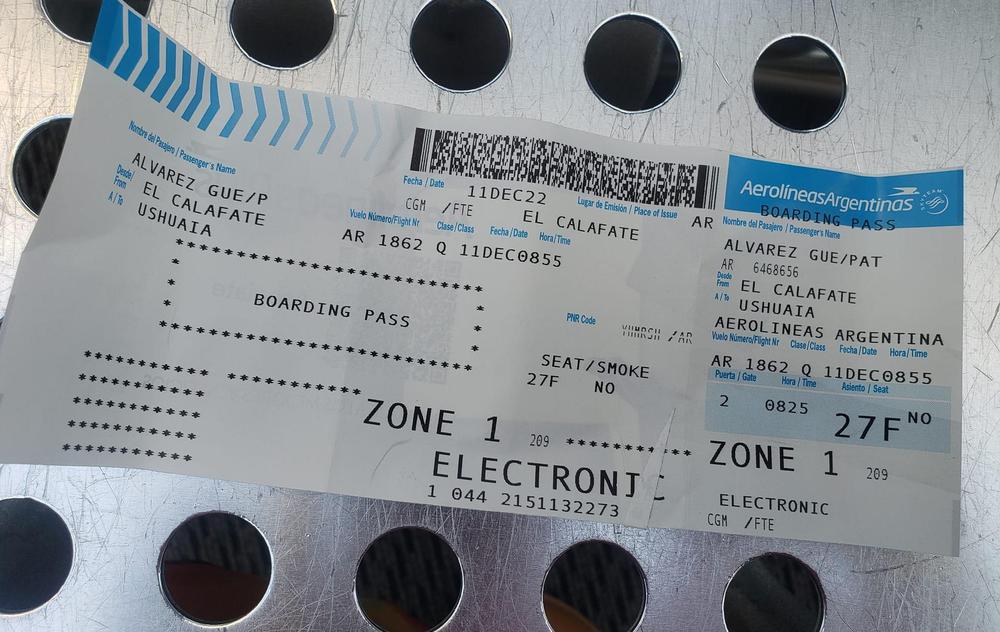 Nombre del Pasajero / Passenger's Name
ALVAREZ GUE/P
Desde/ From
EL CALAFATE
A / To
USHUAIA
Fecha / Date
11DEC22
Lugar de Emisión / Place of Issue
CGM /FTE
EL CALAFATE
AR
Vuelo Número/Flight Nr Clase/Class Fecha/Date Hora/Time
AR 1862 Q 11DEC0855
****************************
* *
* BOARDING PASS *
* *
****************************
PNR Code
/AR
SEAT/SMOKE
27F NO
************* **************
*************
*************
*************
*************
ZONE 1 209 *************
ELECTRONIC
1 044 2151132273
AerolíneasArgentinas
SKYTEAM
BOARDING PASS
Nombre del Pasajero / Passenger's Name
ALVAREZ GUE/PAT
AR 6468656
Desde From
EL CALAFATE
A / To
USHUAIA
AEROLINEAS ARGENTINA
Vuelo Número/Flight Nr Clase/Class Fecha/Date Hora/Time
AR 1862 Q 11DEC0855
Puerta / Gate Hora / Time Asiento / Seat
2 0825 27F NO
ZONE 1 209
ELECTRONIC
CGM /FTE